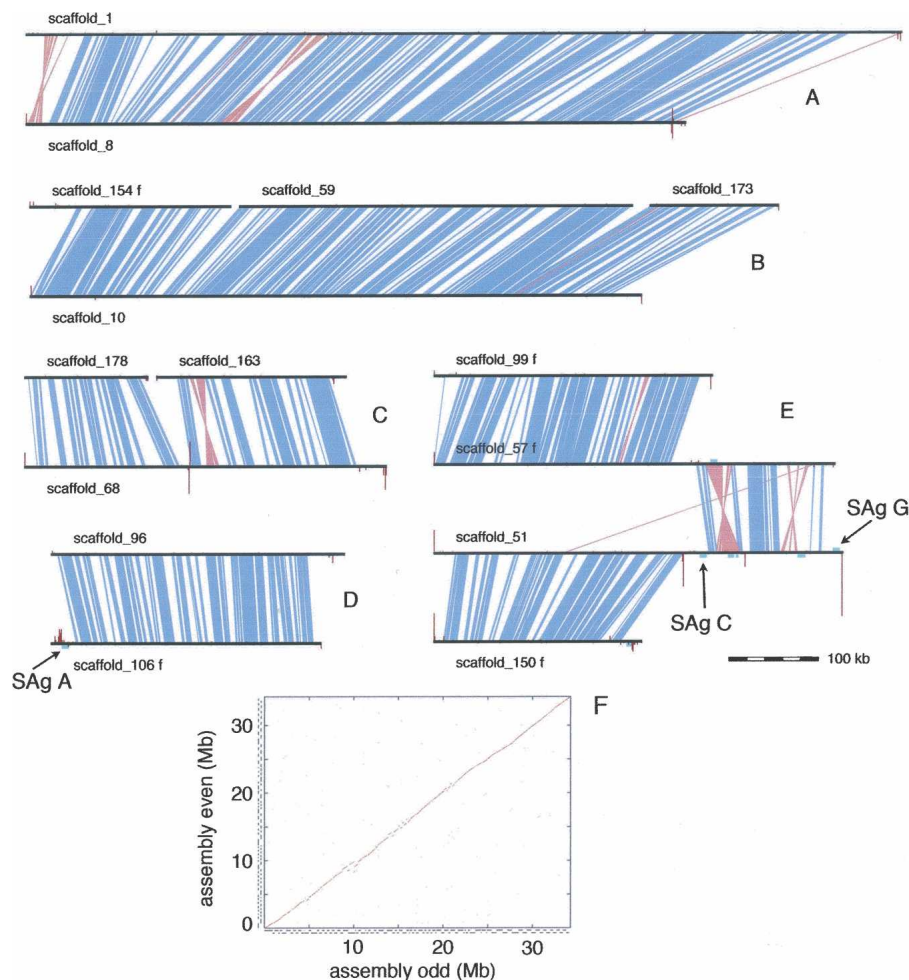 scaffold_1
A
scaffold_8
scaffold_154 f scaffold_59 scaffold_173
B
scaffold_10
scaffold_178 scaffold_163
C
scaffold_68
scaffold_99 f
E
scaffold_57 f
SAg G
scaffold_96
D
scaffold_106 f
SAg A
scaffold_51
SAg C
scaffold_150 f
100 kb
F
assembly even (Mb)
30
20
10
0
10 20 30
assembly odd (Mb)